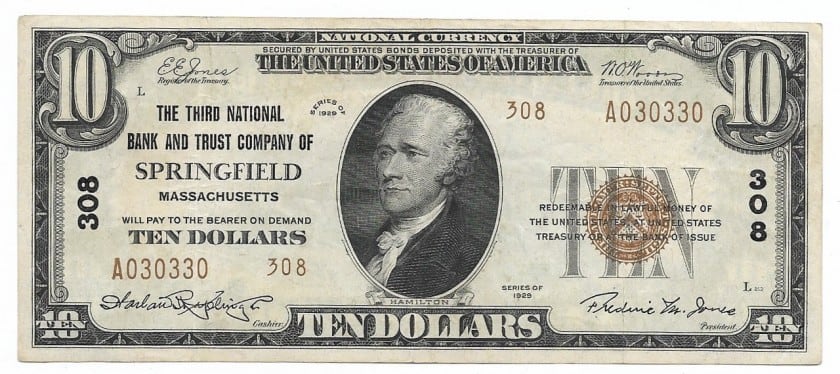 NATIONAL CURRENCY
SECURED BY UNITED STATES BONDS DEPOSITED WITH THE TREASURER OF
THE UNITED STATES OF AMERICA
10
10
E.E. Jones
Register of the Treasury.
W.O. Woods
Treasurer of the United States.
L
THE THIRD NATIONAL
BANK AND TRUST COMPANY OF
SPRINGFIELD
MASSACHUSETTS
WILL PAY TO THE BEARER ON DEMAND
TEN DOLLARS
SERIES OF
1929
308
A030330
308
308
TEN
REDEEMABLE IN LAWFUL MONEY OF
THE UNITED STATES AT UNITED STATES
TREASURY OR AT THE BANK OF ISSUE
A030330
308
SERIES OF
1929
L
HAMILTON
Cashier
Frederic M. Jones
President.
10
TEN
TEN DOLLARS
10
TEN